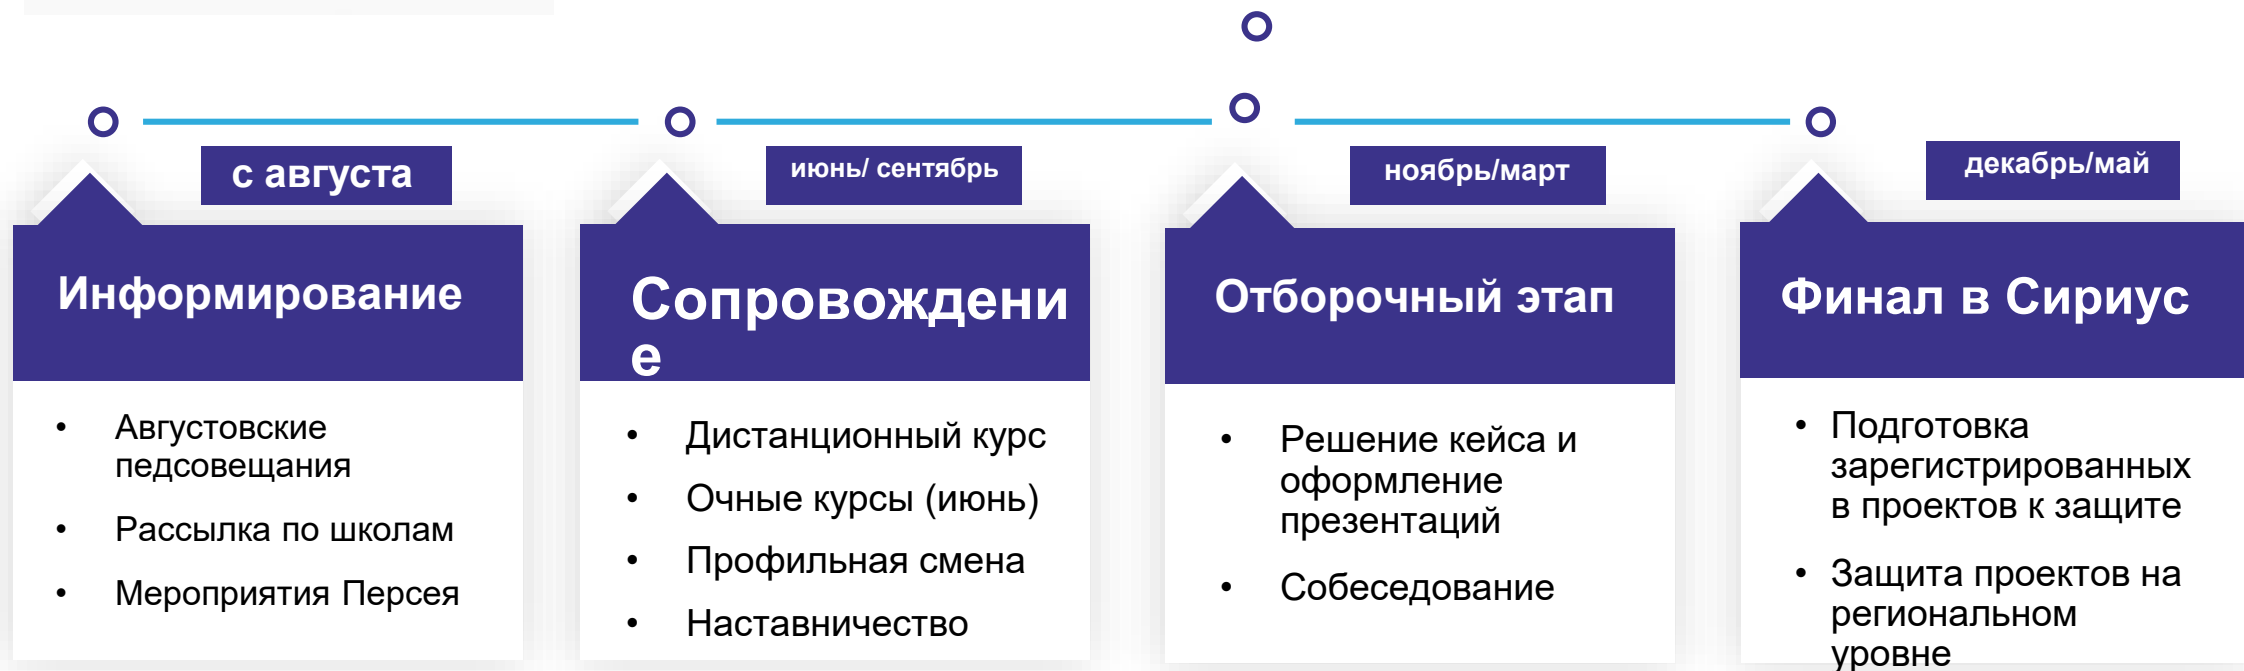 с августа
Информирование
• Августовские
педсовещания
• Рассылка по школам
• Мероприятия Персея
июнь/ сентябрь
Сопровождени
е
• Дистанционный курс
• Очные курсы (июнь)
• Профильная смена
• Наставничество
ноябрь/март
Отборочный этап
• Решение кейса и
оформление
презентаций
• Собеседование
декабрь/май
Финал в Сириус
• Подготовка
зарегистрированных
в проектов к защите
• Защита проектов на
региональном
уровне